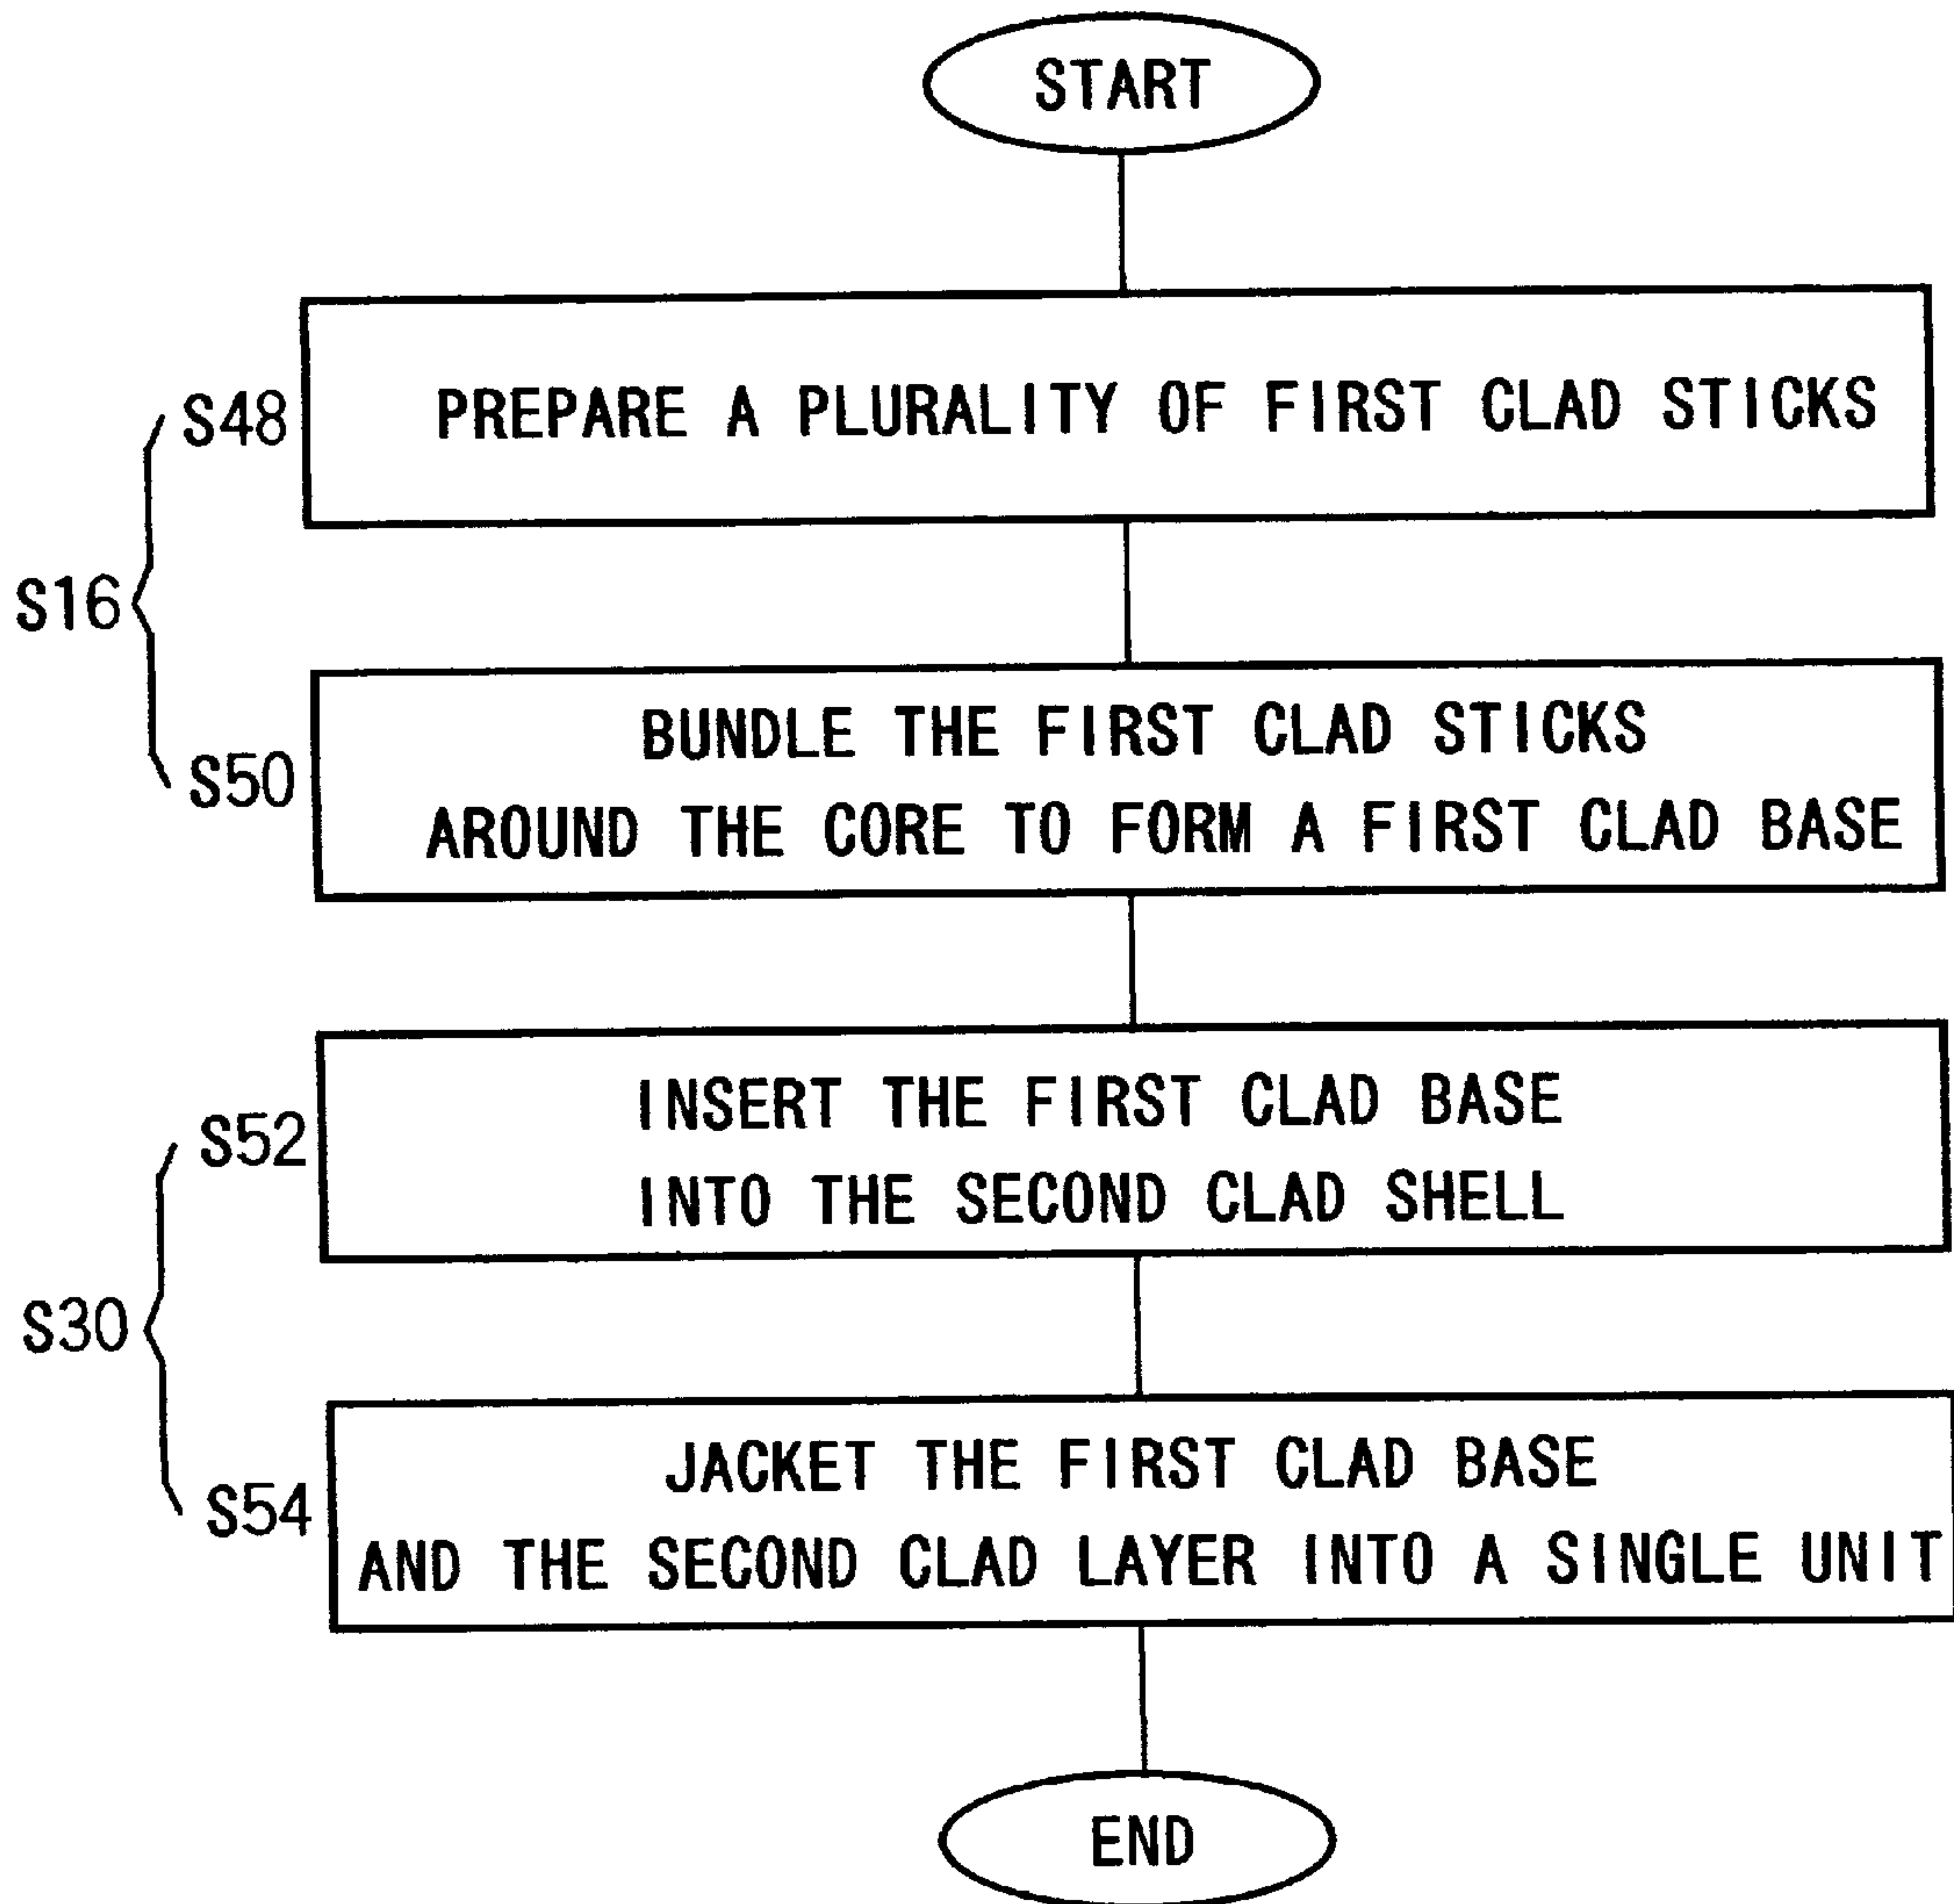 START
S48
PREPARE A PLURALITY OF FIRST CLAD STICKS
S16
S50
BUNDLE THE FIRST CLAD STICKS
AROUND THE CORE TO FORM A FIRST CLAD BASE
S52
INSERT THE FIRST CLAD BASE
INTO THE SECOND CLAD SHELL
S30
S54
JACKET THE FIRST CLAD BASE
AND THE SECOND CLAD LAYER INTO A SINGLE UNIT
END